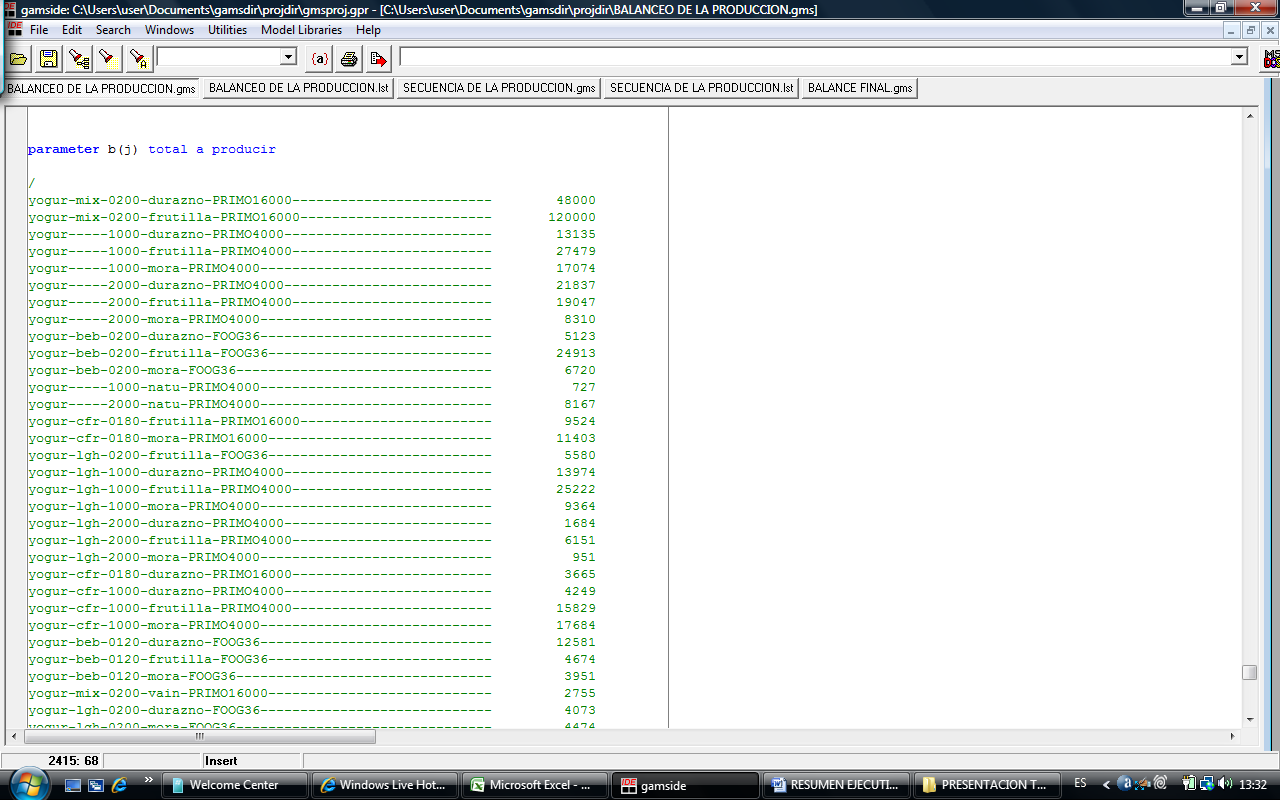 gamside: C:\Users\user\Documents\gamsdir\projdir\gmsproj.gpr - [C:\Users\user\Documents\gamsdir\projdir\BALANCEO DE LA PRODUCCION.gms]
File Edit Search Windows Utilities Model Libraries Help
{a}
BALANCEO DE LA PRODUCCION.gms BALANCEO DE LA PRODUCCION.lst SECUENCIA DE LA PRODUCCION.gms SECUENCIA DE LA PRODUCCION.lst BALANCE FINAL.gms
parameter b(j) total a producir
/
yogur-mix-0200-durazno-PRIMO16000------------------------- 48000
yogur-mix-0200-frutilla-PRIMO16000------------------------ 120000
yogur-----1000-durazno-PRIMO4000-------------------------- 13135
yogur-----1000-frutilla-PRIMO4000------------------------- 27479
yogur-----1000-mora-PRIMO4000----------------------------- 17074
yogur-----2000-durazno-PRIMO4000-------------------------- 21837
yogur-----2000-frutilla-PRIMO4000------------------------- 19047
yogur-----2000-mora-PRIMO4000----------------------------- 8310
yogur-beb-0200-durazno-FOOG36----------------------------- 5123
yogur-beb-0200-frutilla-FOOG36---------------------------- 24913
yogur-beb-0200-mora-FOOG36-------------------------------- 6720
yogur-----1000-natu-PRIMO4000----------------------------- 727
yogur-----2000-natu-PRIMO4000----------------------------- 8167
yogur-cfr-0180-frutilla-PRIMO16000------------------------ 9524
yogur-cfr-0180-mora-PRIMO16000---------------------------- 11403
yogur-lgh-0200-frutilla-FOOG36---------------------------- 5580
yogur-lgh-1000-durazno-PRIMO4000-------------------------- 13974
yogur-lgh-1000-frutilla-PRIMO4000------------------------- 25222
yogur-lgh-1000-mora-PRIMO4000----------------------------- 9364
yogur-lgh-2000-durazno-PRIMO4000-------------------------- 1684
yogur-lgh-2000-frutilla-PRIMO4000------------------------- 6151
yogur-lgh-2000-mora-PRIMO4000----------------------------- 951
yogur-cfr-0180-durazno-PRIMO16000------------------------- 3665
yogur-cfr-1000-durazno-PRIMO4000-------------------------- 4249
yogur-cfr-1000-frutilla-PRIMO4000------------------------- 15829
yogur-cfr-1000-mora-PRIMO4000----------------------------- 17684
yogur-beb-0120-durazno-FOOG36----------------------------- 12581
yogur-beb-0120-frutilla-FOOG36---------------------------- 4674
yogur-beb-0120-mora-FOOG36-------------------------------- 3951
yogur-mix-0200-vain-PRIMO16000---------------------------- 2755
yogur-lgh-0200-durazno-FOOG36----------------------------- 4073
yogur-lgh-0200-mora-FOOG36-------------------------------- 4474
2415: 68 Insert
Welcome Center Windows Live Hot... Microsoft Excel - ... gamside RESUMEN EJECUTI... PRESENTACION T... ES 13:32